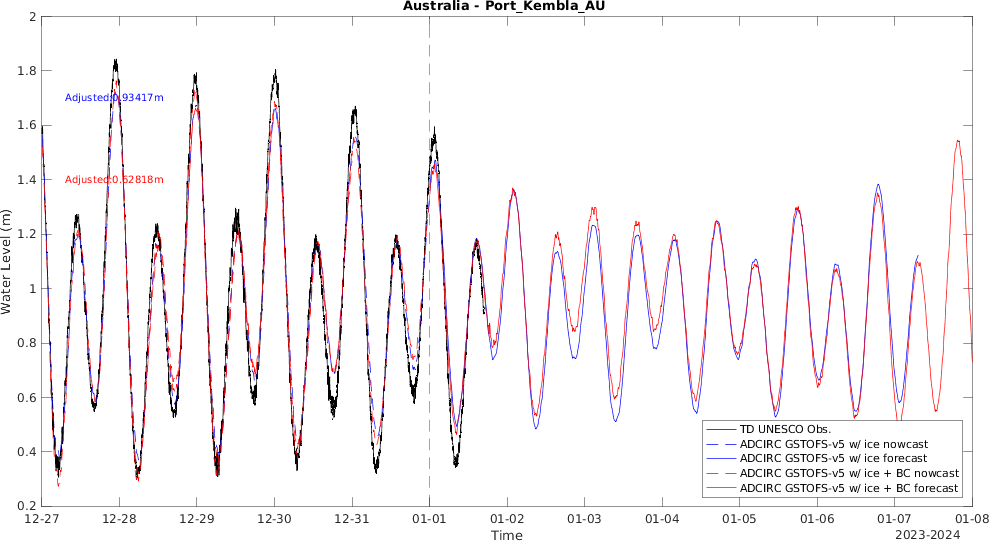 Australia - Port_Kembla_AU
Water Level (m)
2
1.8
1.6
1.4
1.2
1
0.8
0.6
0.4
0.2
Adjusted:0.93417m
Adjusted:0.62818m
TD UNESCO Obs.
ADCIRC GSTOFS-v5 w/ ice nowcast
ADCIRC GSTOFS-v5 w/ ice forecast
ADCIRC GSTOFS-v5 w/ ice + BC nowcast
ADCIRC GSTOFS-v5 w/ ice + BC forecast
12-27 12-28 12-29 12-30 12-31 01-01 01-02 01-03 01-04 01-05 01-06 01-07 01-08
Time
2023-2024